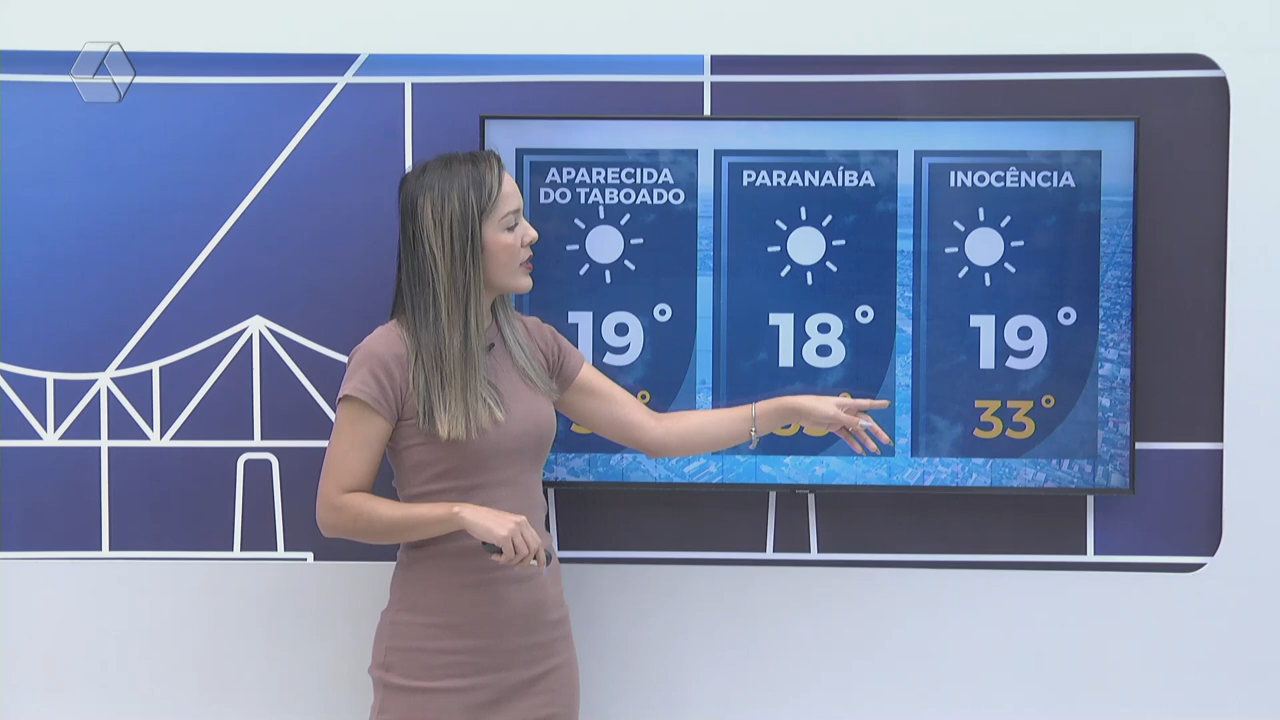 APARECIDA
DO TABOADO
PARANAÍBA
INOCÊNCIA
19°
18°
19°
33°